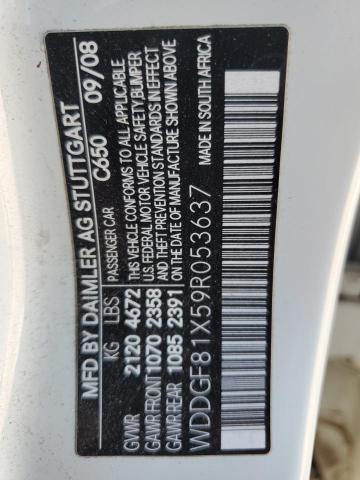 MFD BY DAIMLER AG STUTTGART
C650 09/08
KG LBS PASSENGER CAR
GVWR 2120 4672 THIS VEHICLE CONFORMS TO ALL APPLICABLE
GAWR FRONT 1070 2358 U.S. FEDERAL MOTOR VEHICLE SAFETY, BUMPER
GAWR REAR 1085 2391 AND THEFT PREVENTION STANDARDS IN EFFECT
ON THE DATE OF MANUFACTURE SHOWN ABOVE
WDDGF81X59R053637 MADE IN SOUTH AFRICA